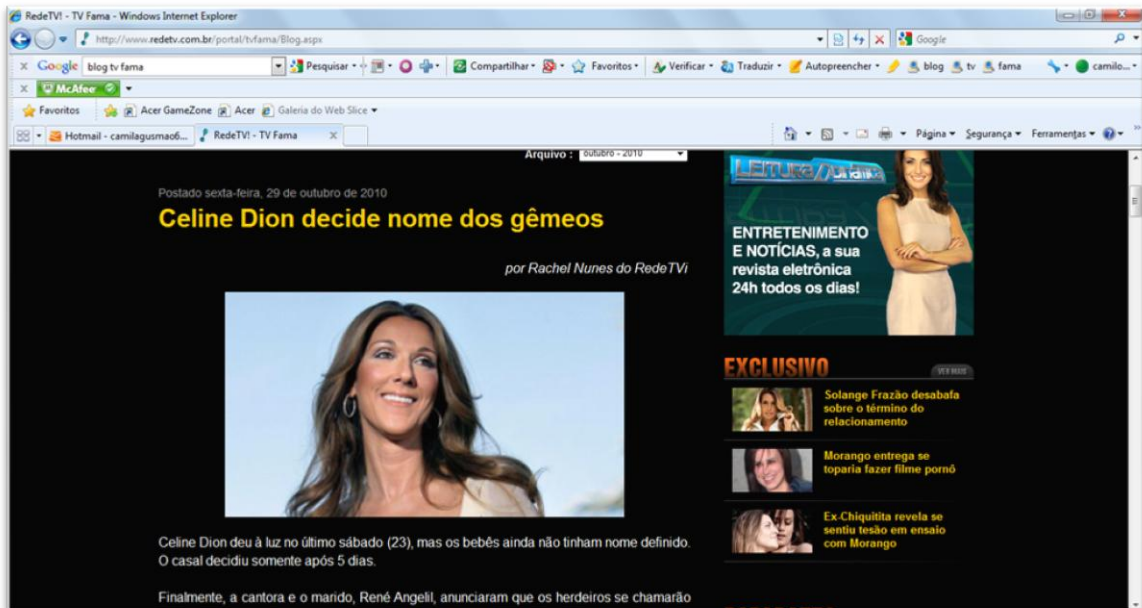 RedeTV! - TV Fama - Windows Internet Explorer
http://www.redetv.com.br/portal/tvfama/Blog.aspx
Google
x Google blog tv fama Pesquisar Compartilhar Favoritos Verificar Traduzir Autopreencher blog tv fama camilo...
x McAfee
Favoritos Acer GameZone Acer Galeria do Web Slice
Hotmail - camilagusmao6... RedeTV! - TV Fama x Página Segurança Ferramentas
Arquivo : outubro - 2010
Postado sexta-feira, 29 de outubro de 2010
Celine Dion decide nome dos gêmeos
por Rachel Nunes do RedeTVi
Celine Dion deu à luz no último sábado (23), mas os bebês ainda não tinham nome definido.
O casal decidiu somente após 5 dias.
Finalmente, a cantora e o marido, René Angelil, anunciaram que os herdeiros se chamarão
LEITURA Dinâmica
ENTRETENIMENTO
E NOTÍCIAS, a sua
revista eletrônica
24h todos os dias!
EXCLUSIVO
VER MAIS
Solange Frazão desabafa
sobre o término do
relacionamento
Morango entrega se
toparia fazer filme pornô
Ex-Chiquitita revela se
sentiu tesão em ensaio
com Morango